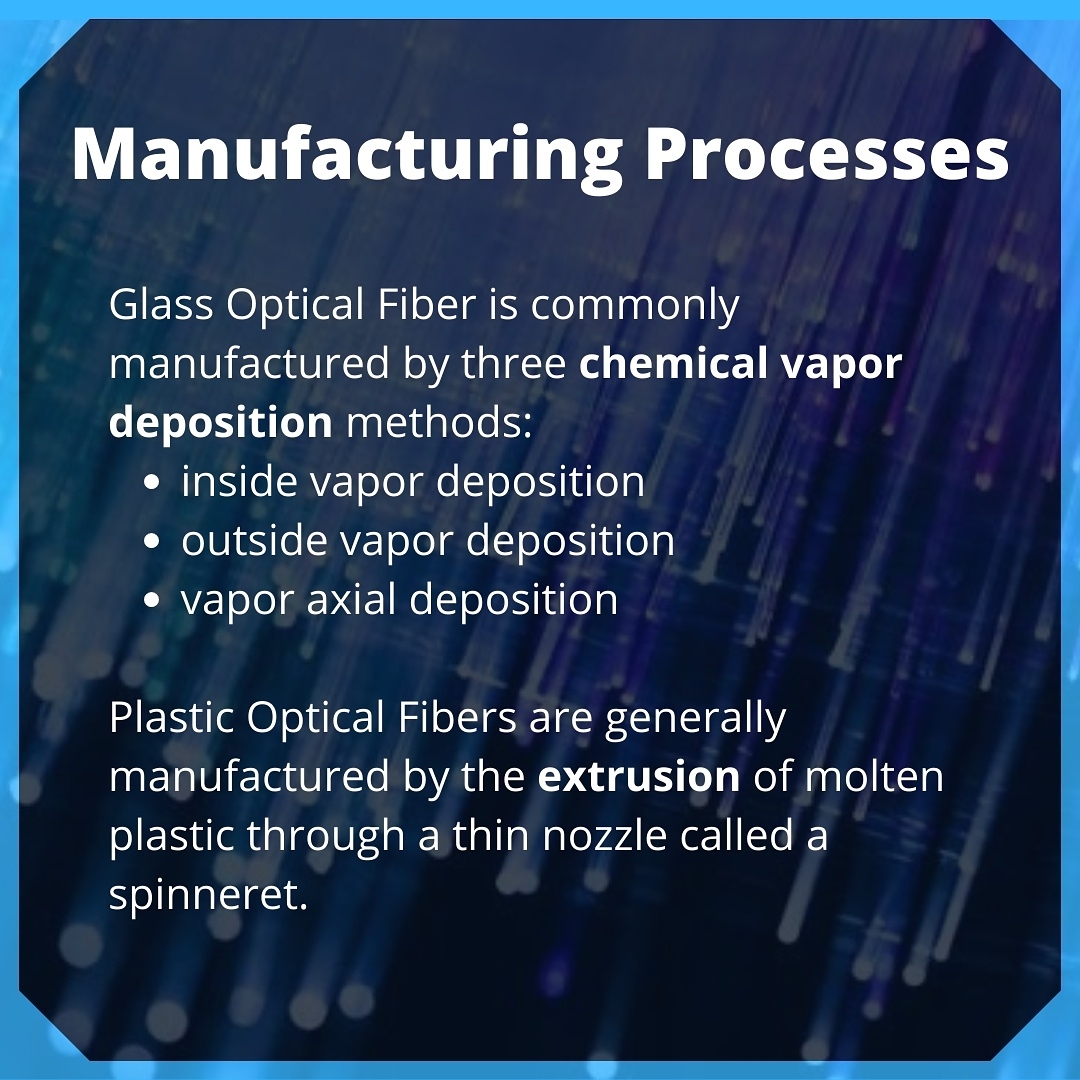 Manufacturing Processes
Glass Optical Fiber is commonly
manufactured by three chemical vapor
deposition methods:
• inside vapor deposition
• outside vapor deposition
• vapor axial deposition
Plastic Optical Fibers are generally
manufactured by the extrusion of molten
plastic through a thin nozzle called a
spinneret.